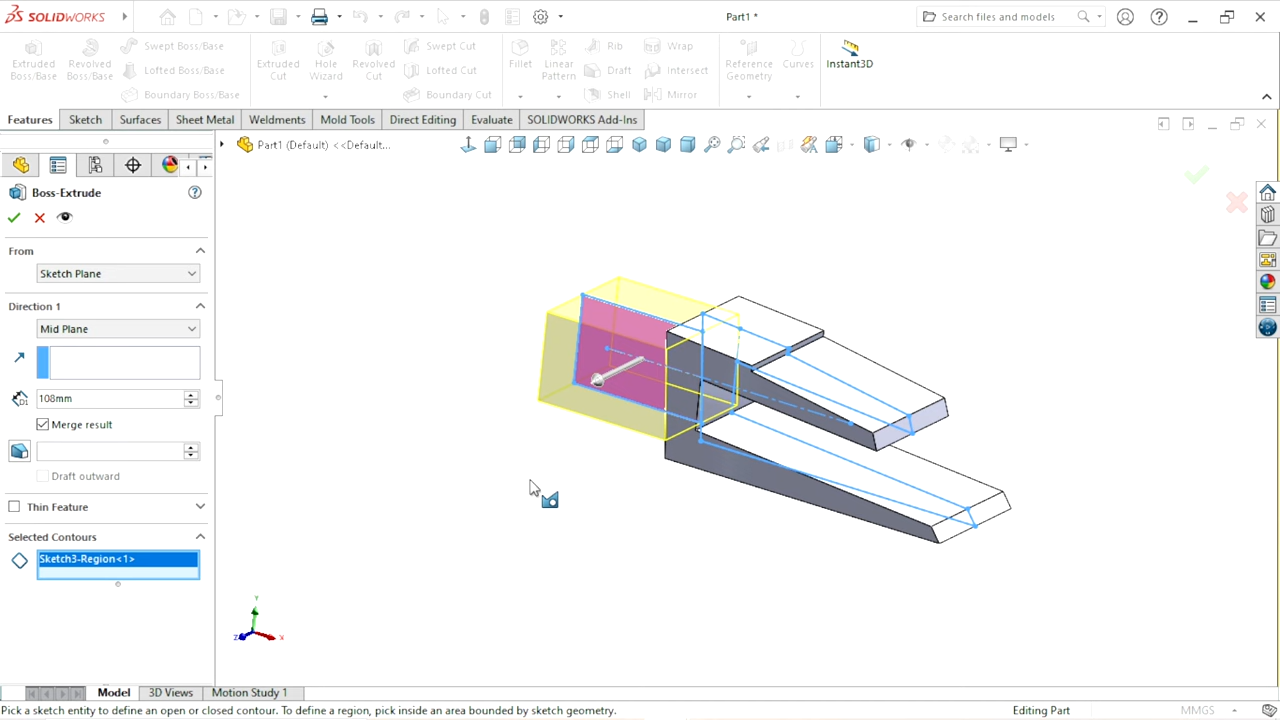 SOLIDWORKS
Part1 *
Search files and models
Extruded Boss/Base
Revolved Boss/Base
Swept Boss/Base
Lofted Boss/Base
Boundary Boss/Base
Extruded Cut
Hole Wizard
Revolved Cut
Swept Cut
Lofted Cut
Boundary Cut
Fillet
Linear Pattern
Rib
Draft
Shell
Wrap
Intersect
Mirror
Reference Geometry
Curves
Instant3D
Features
Sketch
Surfaces
Sheet Metal
Weldments
Mold Tools
Direct Editing
Evaluate
SOLIDWORKS Add-Ins
Part1 (Default) <<Default...
Boss-Extrude
From
Sketch Plane
Direction 1
Mid Plane
D1
108mm
Merge result
Draft outward
Thin Feature
Selected Contours
Sketch3-Region<1>
Y
Z
X
Model
3D Views
Motion Study 1
Pick a sketch entity to define an open or closed contour. To define a region, pick inside an area bounded by sketch geometry.
Editing Part
MMGS